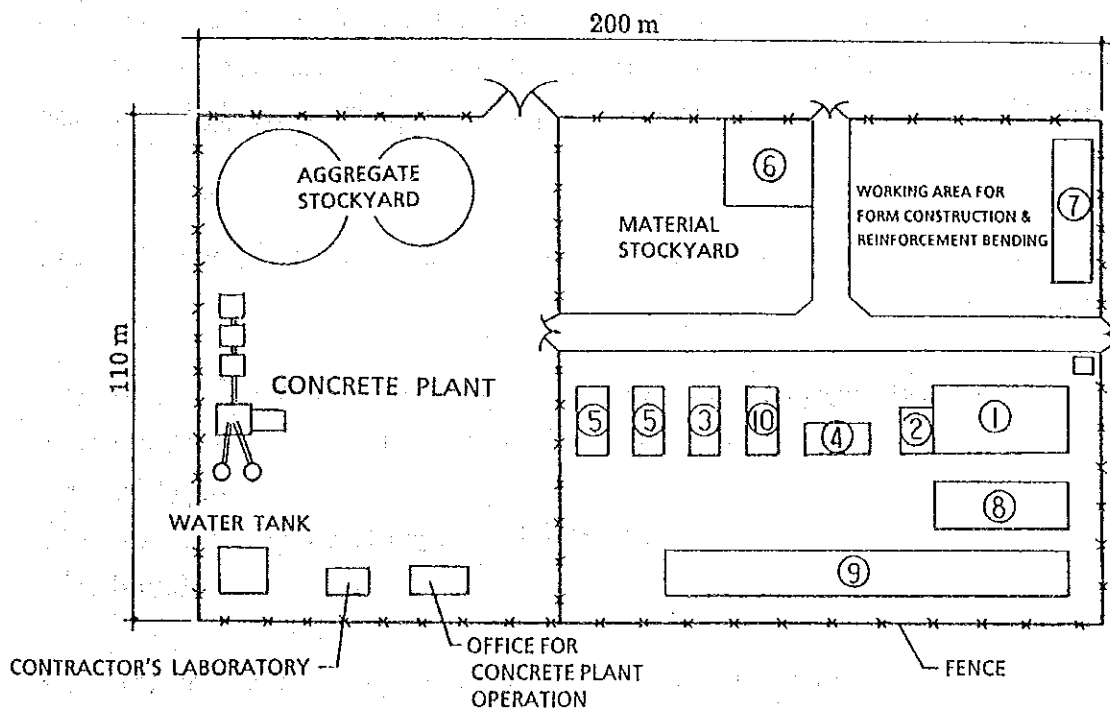 200 m
110 m
AGGREGATE
STOCKYARD
⑥
MATERIAL
STOCKYARD
WORKING AREA FOR
FORM CONSTRUCTION &
REINFORCEMENT BENDING
⑦
CONCRETE PLANT
⑤ ⑤ ③ ⑩ ④ ② ①
⑧
WATER TANK
⑨
CONTRACTOR'S LABORATORY
OFFICE FOR
CONCRETE PLANT
OPERATION
FENCE